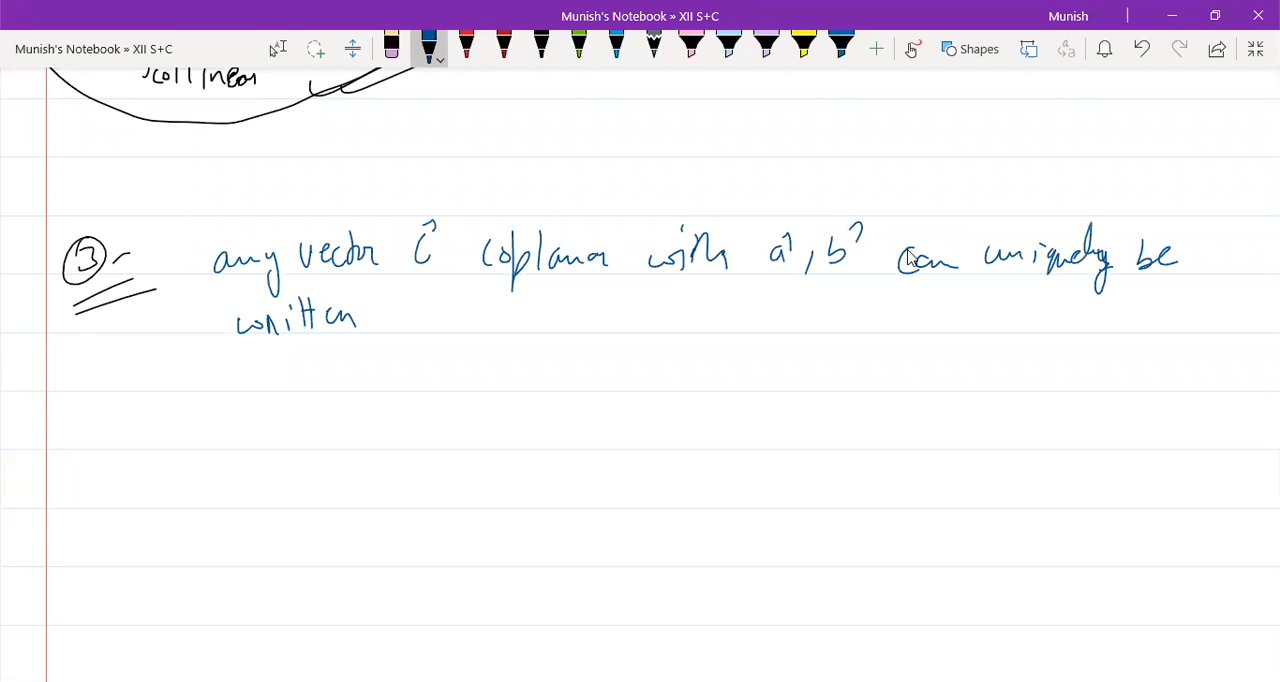 Munish's Notebook » XII S+C
Munish
Munish's Notebook » XII S+C
Shapes
collinear
③:- any vector c⃗ coplanar with a⃗, b⃗ can uniquely be
written